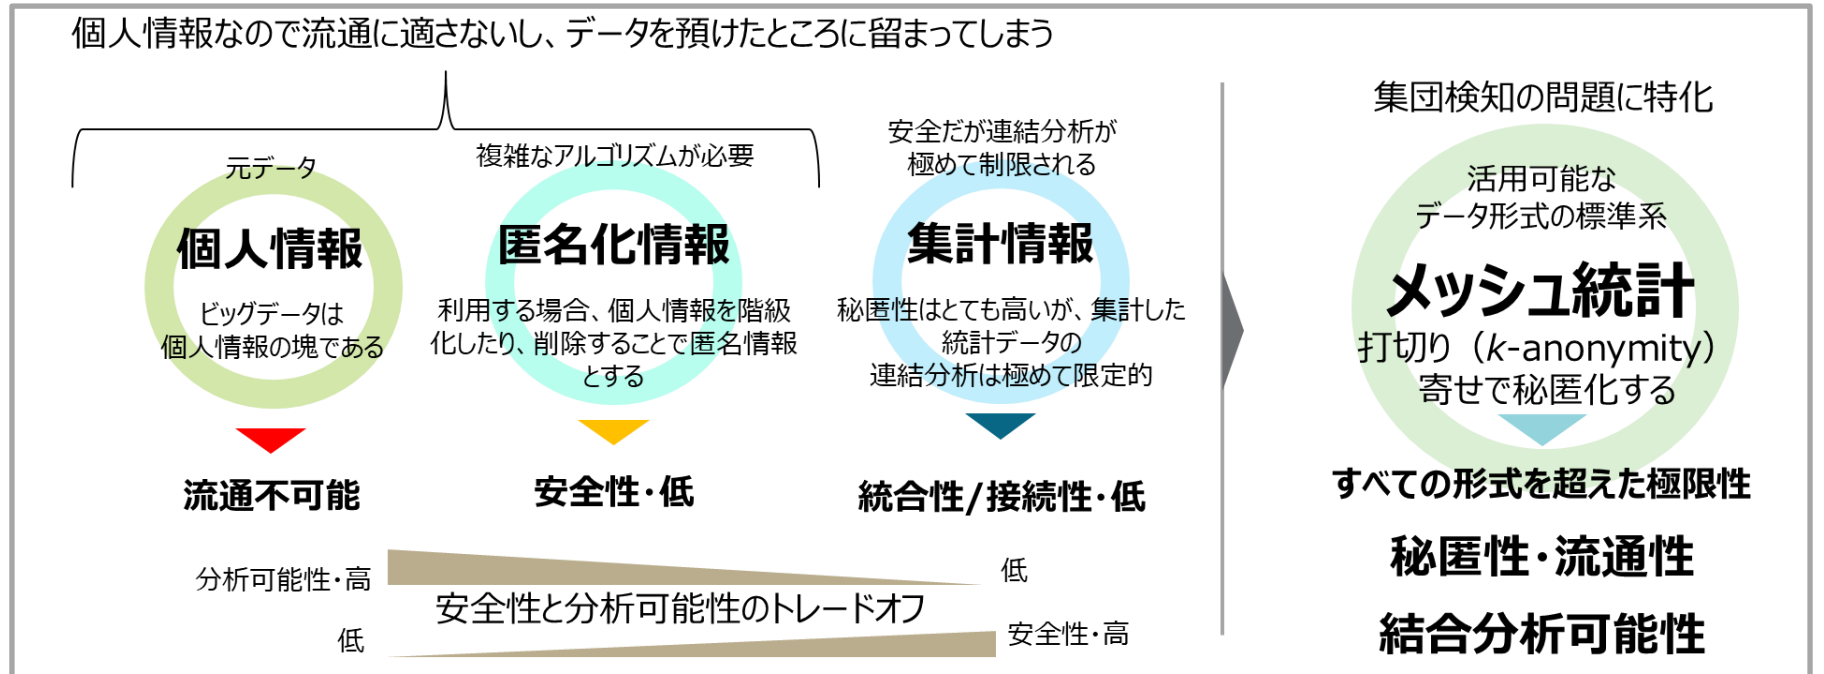 個人情報なので流通に適さないし、データを預けたところに留まってしまう
元データ
個人情報
ビッグデータは
個人情報の塊である
流通不可能
複雑なアルゴリズムが必要
匿名化情報
利用する場合、個人情報を階級
化したり、削除することで匿名情報
とする
安全性・低
安全だが連結分析が
極めて制限される
集計情報
秘匿性はとても高いが、集計した
統計データの
連結分析は極めて限定的
統合性/接続性・低
分析可能性・高
低
安全性と分析可能性のトレードオフ
低
安全性・高
集団検知の問題に特化
活用可能な
データ形式の標準系
メッシュ統計
打切り（k-anonymity）
寄せで秘匿化する
すべての形式を超えた極限性
秘匿性・流通性
結合分析可能性